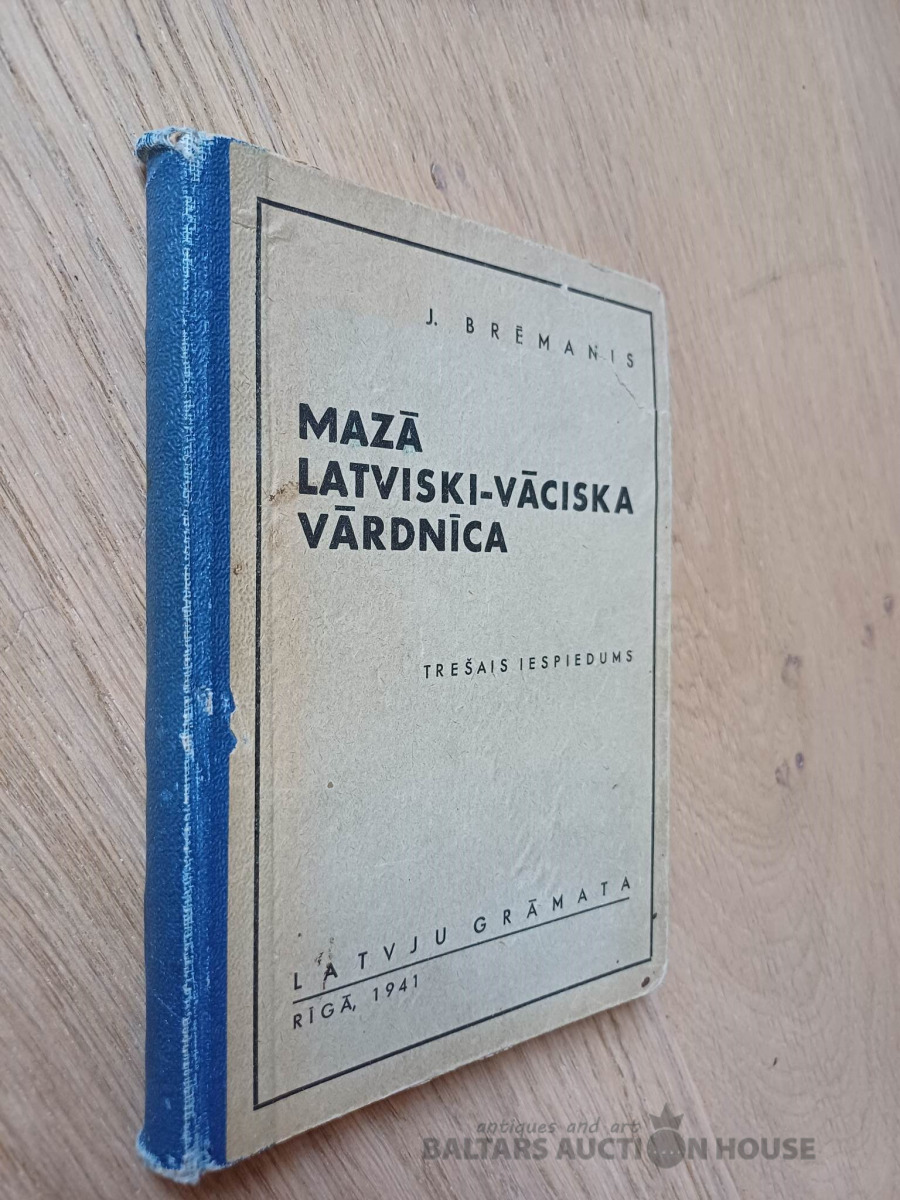 J. BRĒMANIS
MAZĀ
LATVISKI-VĀCISKA
VĀRDNĪCA
TREŠAIS IESPIEDUMS
LATVJU GRĀMATA
RĪGĀ, 1941
antiques and art
BALTARS AUCTION HOUSE